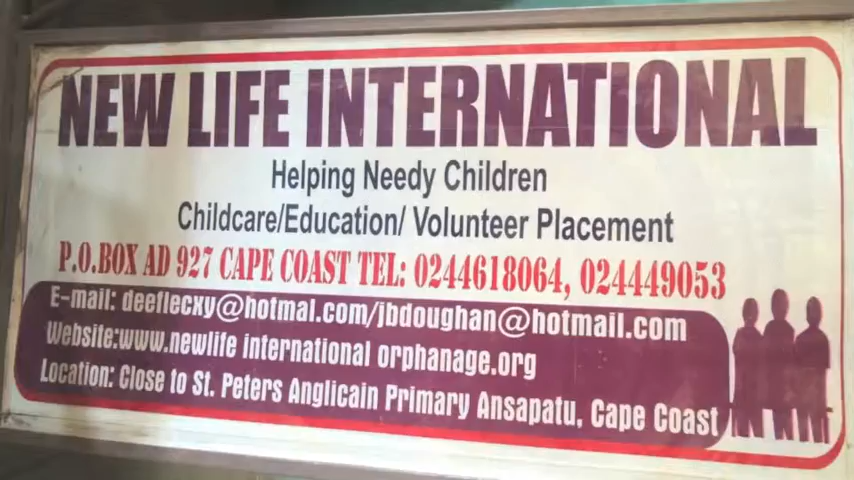 NEW LIFE INTERNATIONAL
Helping Needy Children
Childcare/Education/ Volunteer Placement
P.O.BOX AD 927 CAPE COAST TEL: 0244618064, 024449053
E-mail: deeflecxy@hotmal.com/jbdoughan@hotmail.com
Website:www.newlife international orphanage.org
Location: Close to St. Peters Anglicain Primary Ansapatu, Cape Coast